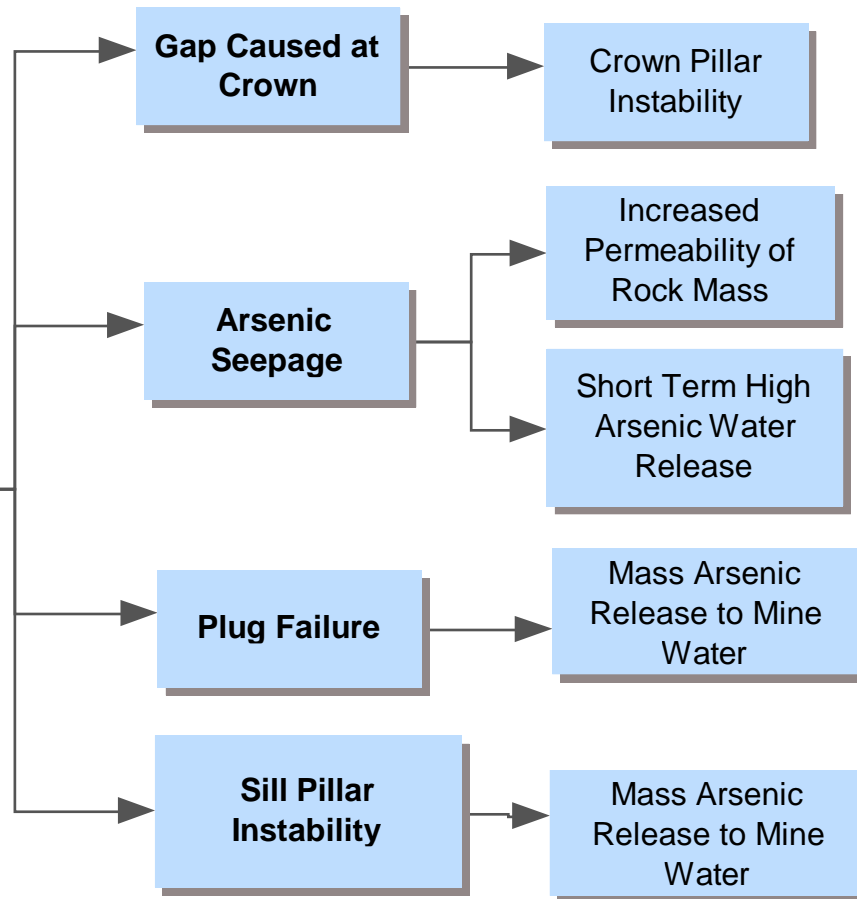 Gap Caused at
Crown
Crown Pillar
Instability
Increased
Permeability of
Rock Mass
Arsenic
Seepage
Short Term High
Arsenic Water
Release
Plug Failure
Mass Arsenic
Release to Mine
Water
Sill Pillar
Instability
Mass Arsenic
Release to Mine
Water